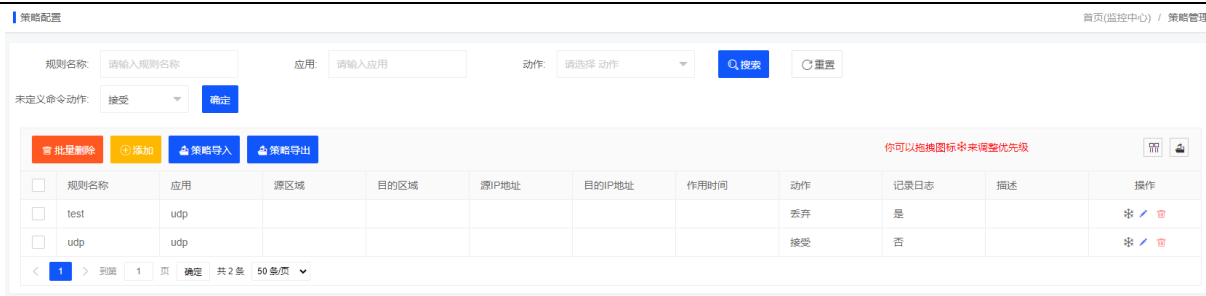 策略配置 首页(监控中心) / 策略管理
规则名称: 请输入规则名称 应用: 请输入应用 动作: 请选择 动作 搜索 重置
未定义命令动作: 接受 确定
批量删除 添加 策略导入 策略导出 你可以拖拽图标来调整优先级
规则名称 应用 源区域 目的区域 源IP地址 目的IP地址 作用时间 动作 记录日志 描述 操作
test udp 丢弃 是
udp udp 接受 否
1 到第 1 页 确定 共 2 条 50 条/页